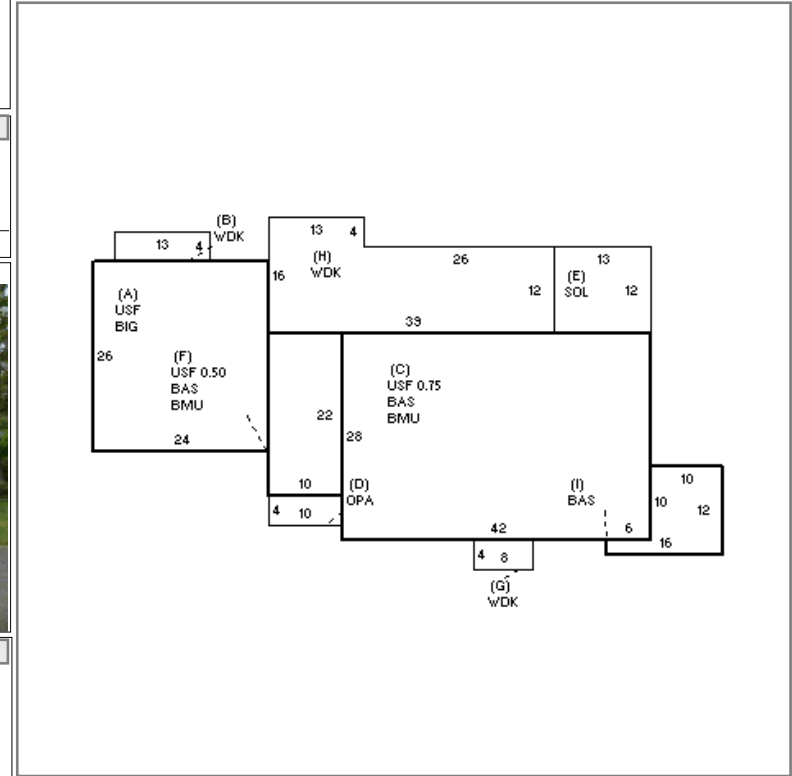 (B)
WDK
13
4
13
4
(H)
WDK
16
26
12
39
(E)
SOL
13
12
(A)
USF
BIG
26
(F)
USF 0.50
BAS
BMU
24
22
10
(C)
USF 0.75
BAS
BMU
28
(D)
OPA
4
10
(I)
BAS
42
6
10
10
12
16
4
8
(G)
WDK